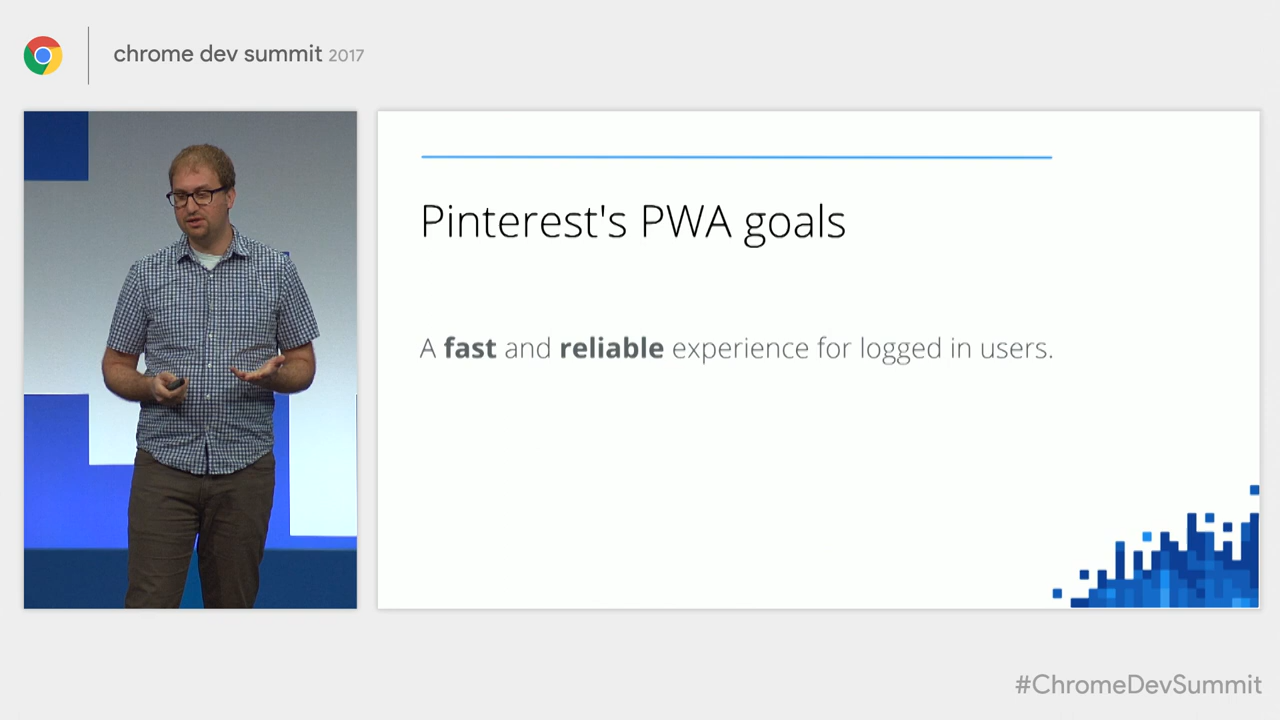 chrome dev summit 2017
Pinterest's PWA goals
A fast and reliable experience for logged in users.
#ChromeDevSummit